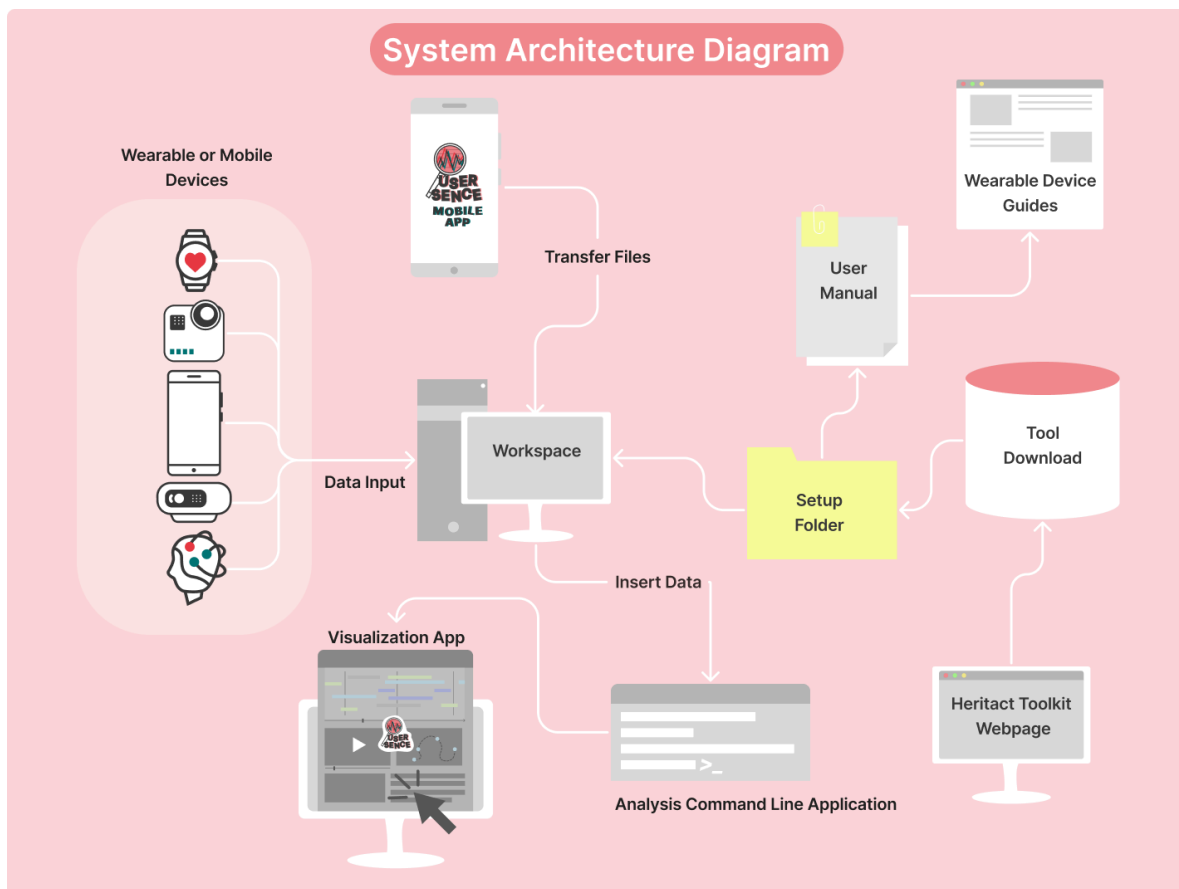 System Architecture Diagram
Wearable or Mobile
Devices
USER
SENCE
MOBILE
APP
Transfer Files
Wearable Device
Guides
User
Manual
Tool
Download
Workspace
Data Input
Setup
Folder
Insert Data
Visualization App
USER
SENCE
>_
Analysis Command Line Application
Heritact Toolkit
Webpage